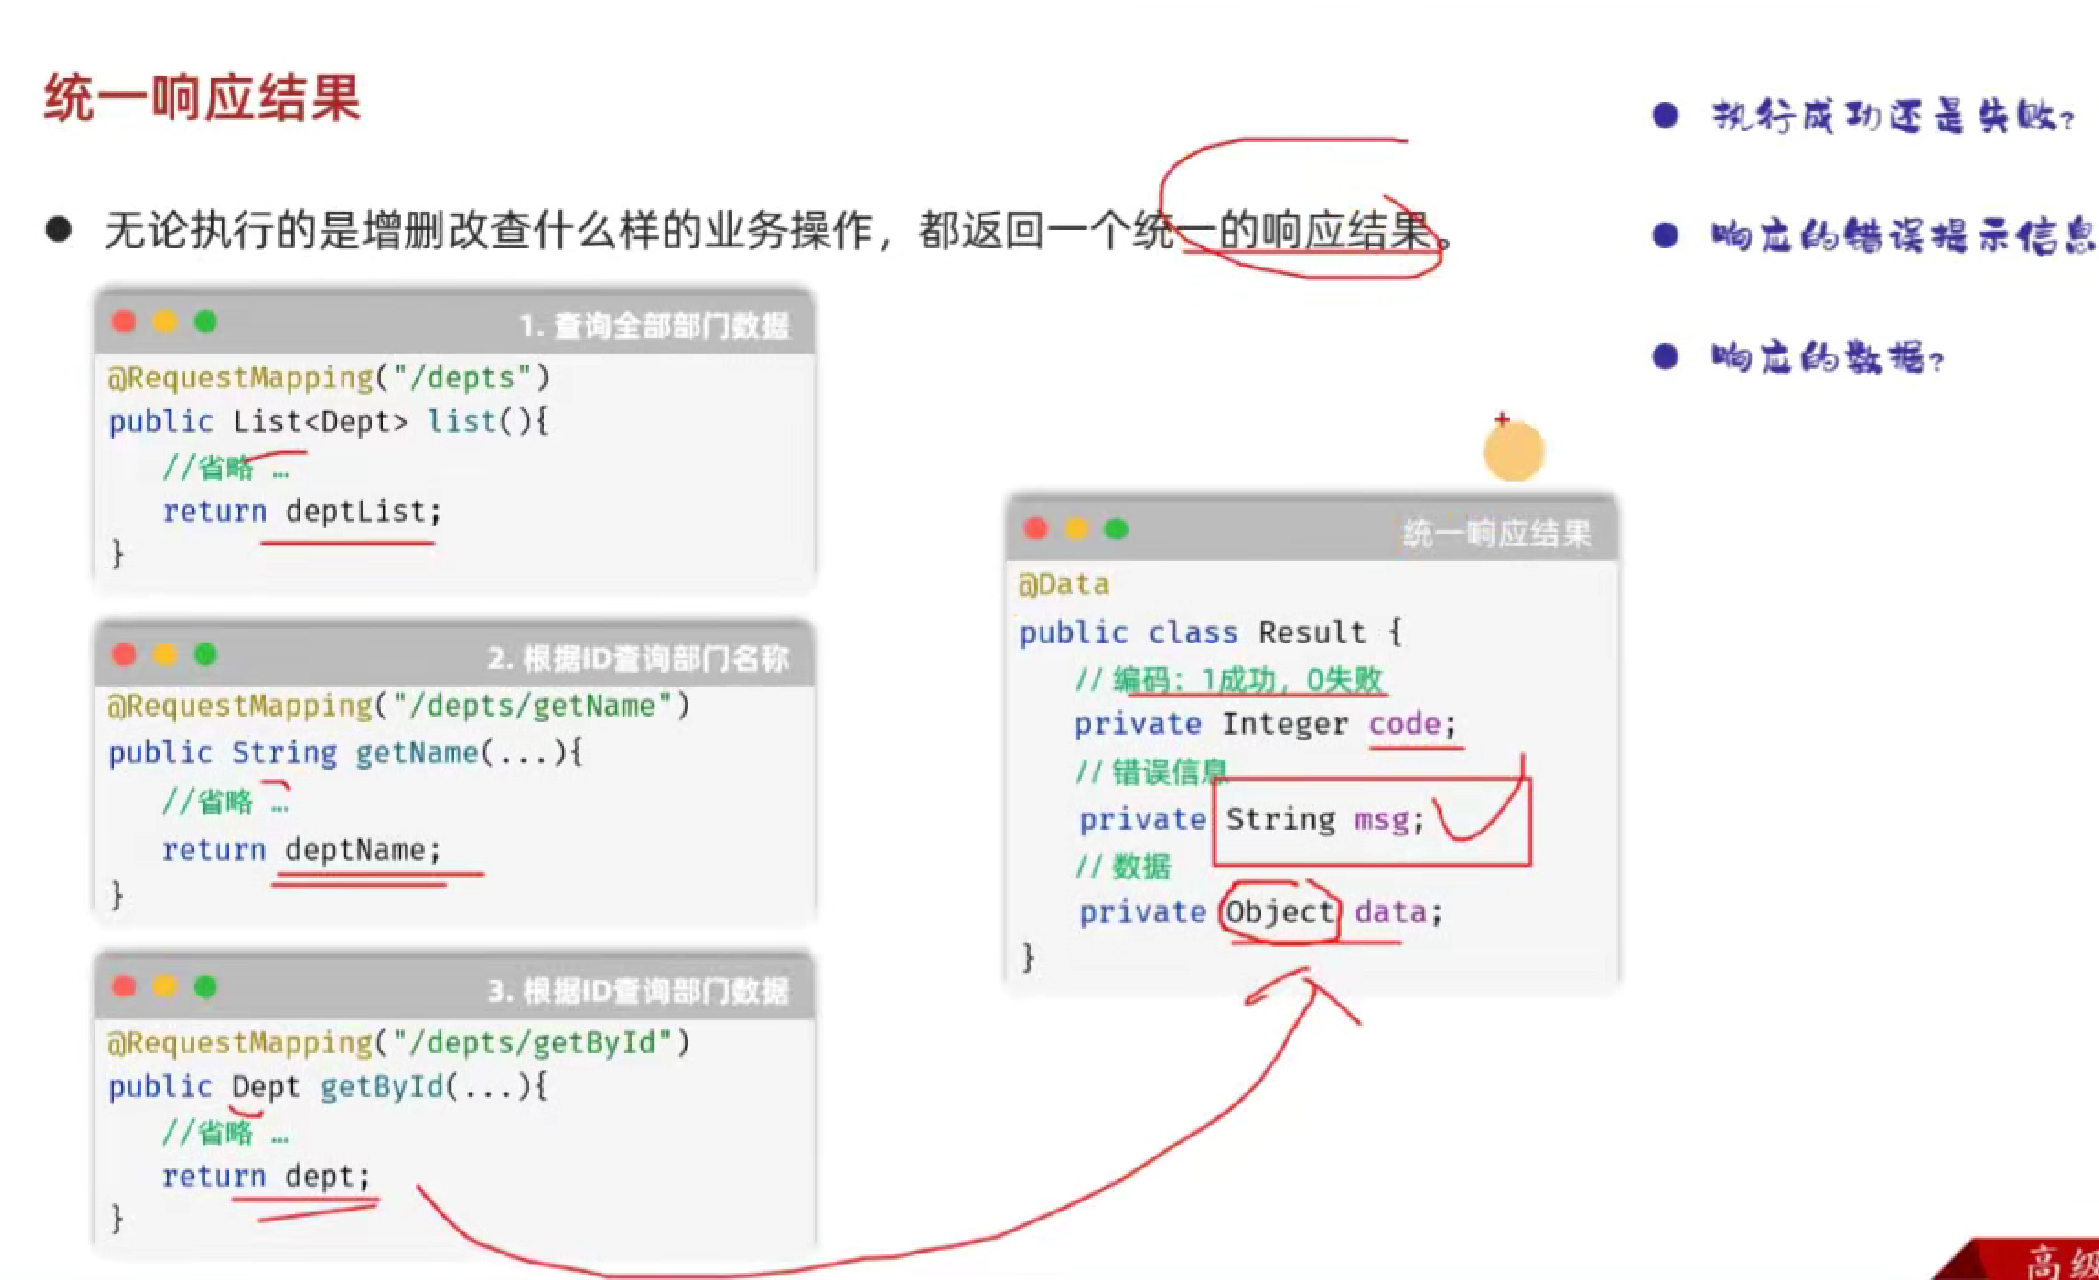 统一响应结果
● 无论执行的是增删改查什么样的业务操作，都返回一个统一的响应结果。
1. 查询全部部门数据
@RequestMapping("/depts")
public List<Dept> list(){
//省略 …
return deptList;
}
2. 根据ID查询部门名称
@RequestMapping("/depts/getName")
public String getName(...){
//省略 …
return deptName;
}
3. 根据ID查询部门数据
@RequestMapping("/depts/getById")
public Dept getById(...){
//省略 …
return dept;
}
● 执行成功还是失败?
● 响应的错误提示信息
● 响应的数据?
统一响应结果
@Data
public class Result {
// 编码：1成功，0失败
private Integer code;
// 错误信息
private String msg;
// 数据
private Object data;
}
高级